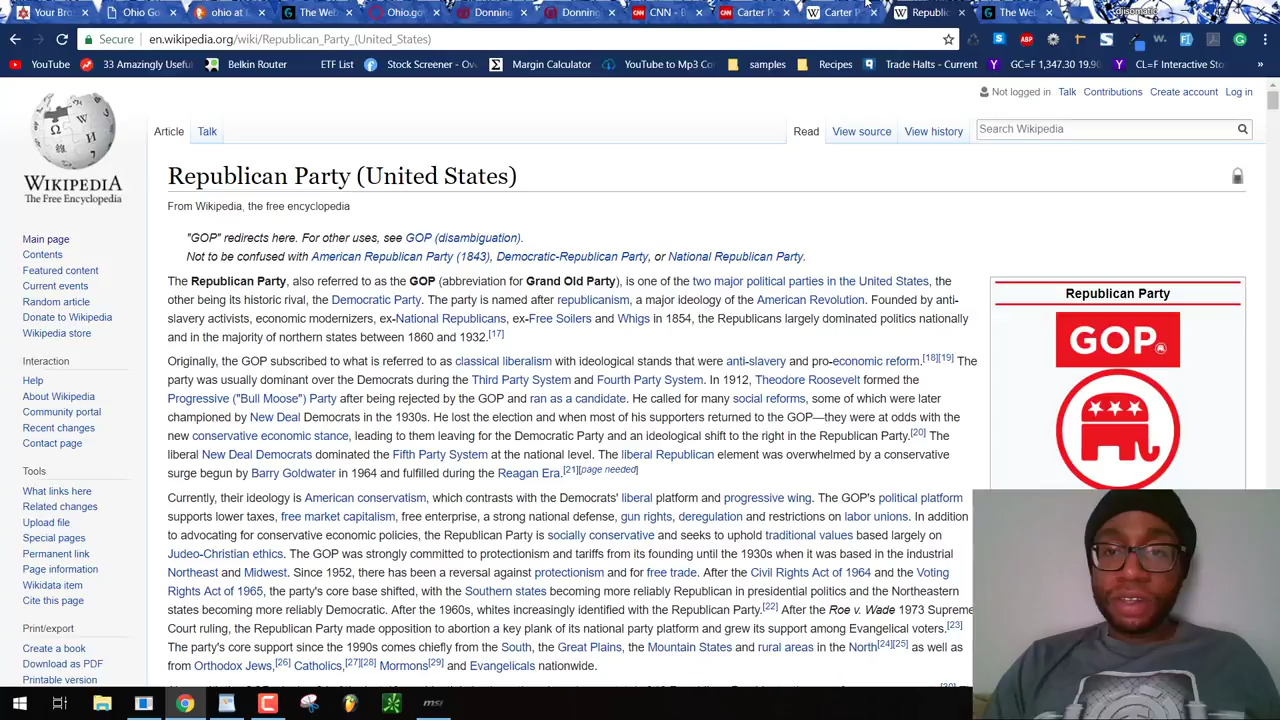 Your Bro
Ohio Gov
ohio at D
The Web
Ohio.go
Donning
Donning
CNN - B
Carter P
Carter P
Republic
The Web
djisomatic
Secure
en.wikipedia.org/wiki/Republican_Party_(United_States)
YouTube
33 Amazingly Useful
Belkin Router
ETF List
Stock Screener - Ov
Margin Calculator
YouTube to Mp3 Co
samples
Recipes
Trade Halts - Current
GC=F 1,347.30 19.90
CL=F Interactive Sto
»
Not logged in Talk Contributions Create account Log in
Article Talk
Read View source View history
Search Wikipedia
WIKIPEDIA
The Free Encyclopedia
Main page
Contents
Featured content
Current events
Random article
Donate to Wikipedia
Wikipedia store
Interaction
Help
About Wikipedia
Community portal
Recent changes
Contact page
Tools
What links here
Related changes
Upload file
Special pages
Permanent link
Page information
Wikidata item
Cite this page
Print/export
Create a book
Download as PDF
Printable version
Republican Party (United States)
From Wikipedia, the free encyclopedia
"GOP" redirects here. For other uses, see GOP (disambiguation).
Not to be confused with American Republican Party (1843), Democratic-Republican Party, or National Republican Party.
The Republican Party, also referred to as the GOP (abbreviation for Grand Old Party), is one of the two major political parties in the United States, the
other being its historic rival, the Democratic Party. The party is named after republicanism, a major ideology of the American Revolution. Founded by anti-
slavery activists, economic modernizers, ex-National Republicans, ex-Free Soilers and Whigs in 1854, the Republicans largely dominated politics nationally
and in the majority of northern states between 1860 and 1932.[17]
Originally, the GOP subscribed to what is referred to as classical liberalism with ideological stands that were anti-slavery and pro-economic reform.[18][19] The
party was usually dominant over the Democrats during the Third Party System and Fourth Party System. In 1912, Theodore Roosevelt formed the
Progressive ("Bull Moose") Party after being rejected by the GOP and ran as a candidate. He called for many social reforms, some of which were later
championed by New Deal Democrats in the 1930s. He lost the election and when most of his supporters returned to the GOP—they were at odds with the
new conservative economic stance, leading to them leaving for the Democratic Party and an ideological shift to the right in the Republican Party.[20] The
liberal New Deal Democrats dominated the Fifth Party System at the national level. The liberal Republican element was overwhelmed by a conservative
surge begun by Barry Goldwater in 1964 and fulfilled during the Reagan Era.[21][page needed]
Currently, their ideology is American conservatism, which contrasts with the Democrats' liberal platform and progressive wing. The GOP's political platform
supports lower taxes, free market capitalism, free enterprise, a strong national defense, gun rights, deregulation and restrictions on labor unions. In addition
to advocating for conservative economic policies, the Republican Party is socially conservative and seeks to uphold traditional values based largely on
Judeo-Christian ethics. The GOP was strongly committed to protectionism and tariffs from its founding until the 1930s when it was based in the industrial
Northeast and Midwest. Since 1952, there has been a reversal against protectionism and for free trade. After the Civil Rights Act of 1964 and the Voting
Rights Act of 1965, the party's core base shifted, with the Southern states becoming more reliably Republican in presidential politics and the Northeastern
states becoming more reliably Democratic. After the 1960s, whites increasingly identified with the Republican Party.[22] After the Roe v. Wade 1973 Supreme
Court ruling, the Republican Party made opposition to abortion a key plank of its national party platform and grew its support among Evangelical voters.[23]
The party's core support since the 1990s comes chiefly from the South, the Great Plains, the Mountain States and rural areas in the North[24][25] as well as
from Orthodox Jews,[26] Catholics,[27][28] Mormons[29] and Evangelicals nationwide.
Republican Party
GOP
msi